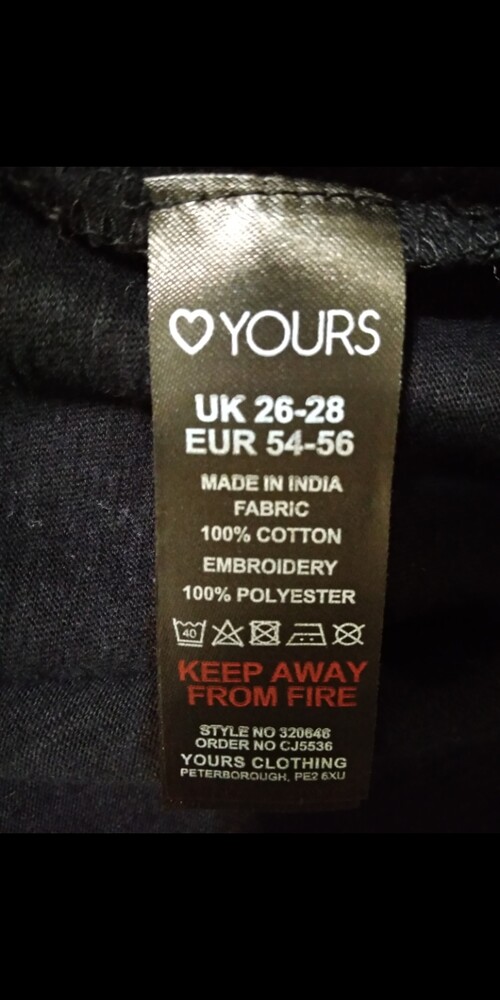 ♡YOURS
UK 26-28
EUR 54-56
MADE IN INDIA
FABRIC
100% COTTON
EMBROIDERY
100% POLYESTER
40
KEEP AWAY
FROM FIRE
STYLE NO 320646
ORDER NO CJ5536
YOURS CLOTHING
PETERBOROUGH, PE2 6XU